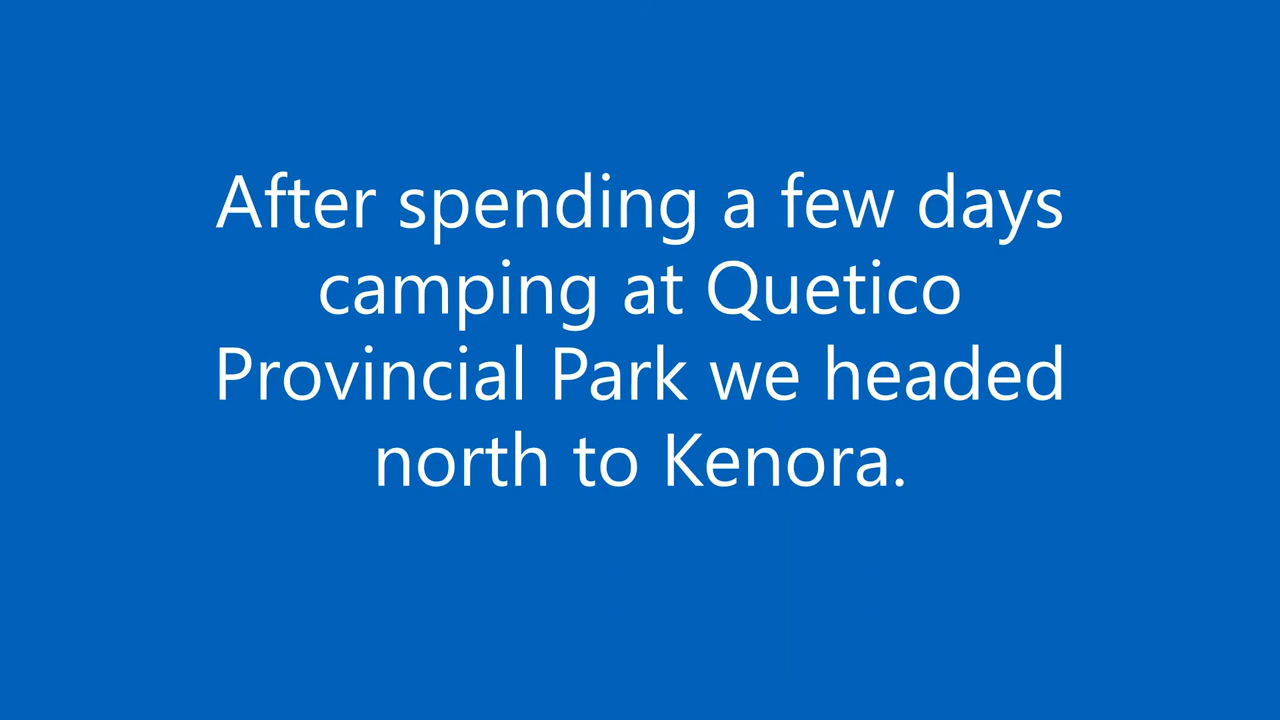 After spending a few days
camping at Quetico
Provincial Park we headed
north to Kenora.